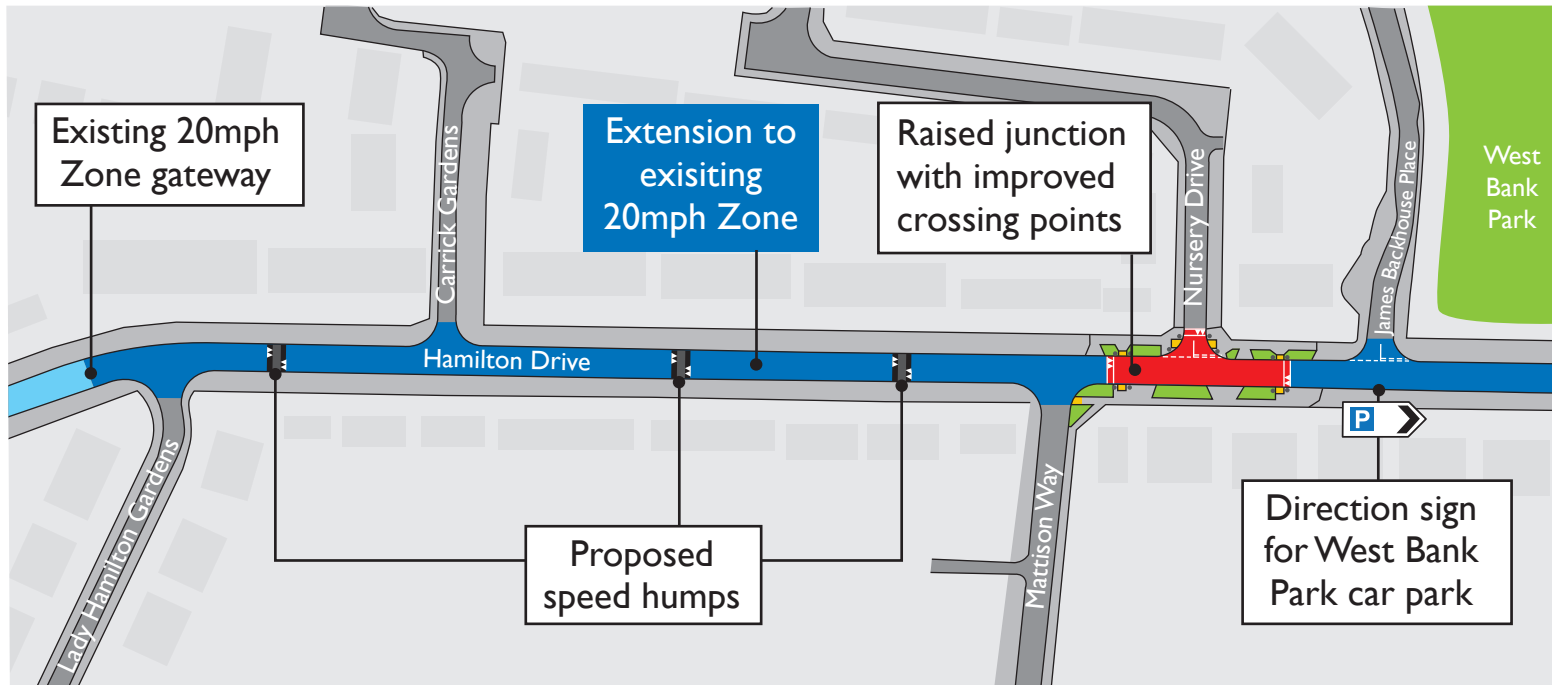 Existing 20mph
Zone gateway
Carrick Gardens
Extension to
exisiting
20mph Zone
Raised junction
with improved
crossing points
Nursery Drive
James Backhouse Place
West
Bank
Park
Hamilton Drive
Lady Hamilton Gardens
Proposed
speed humps
Mattison Way
P
Direction sign
for West Bank
Park car park